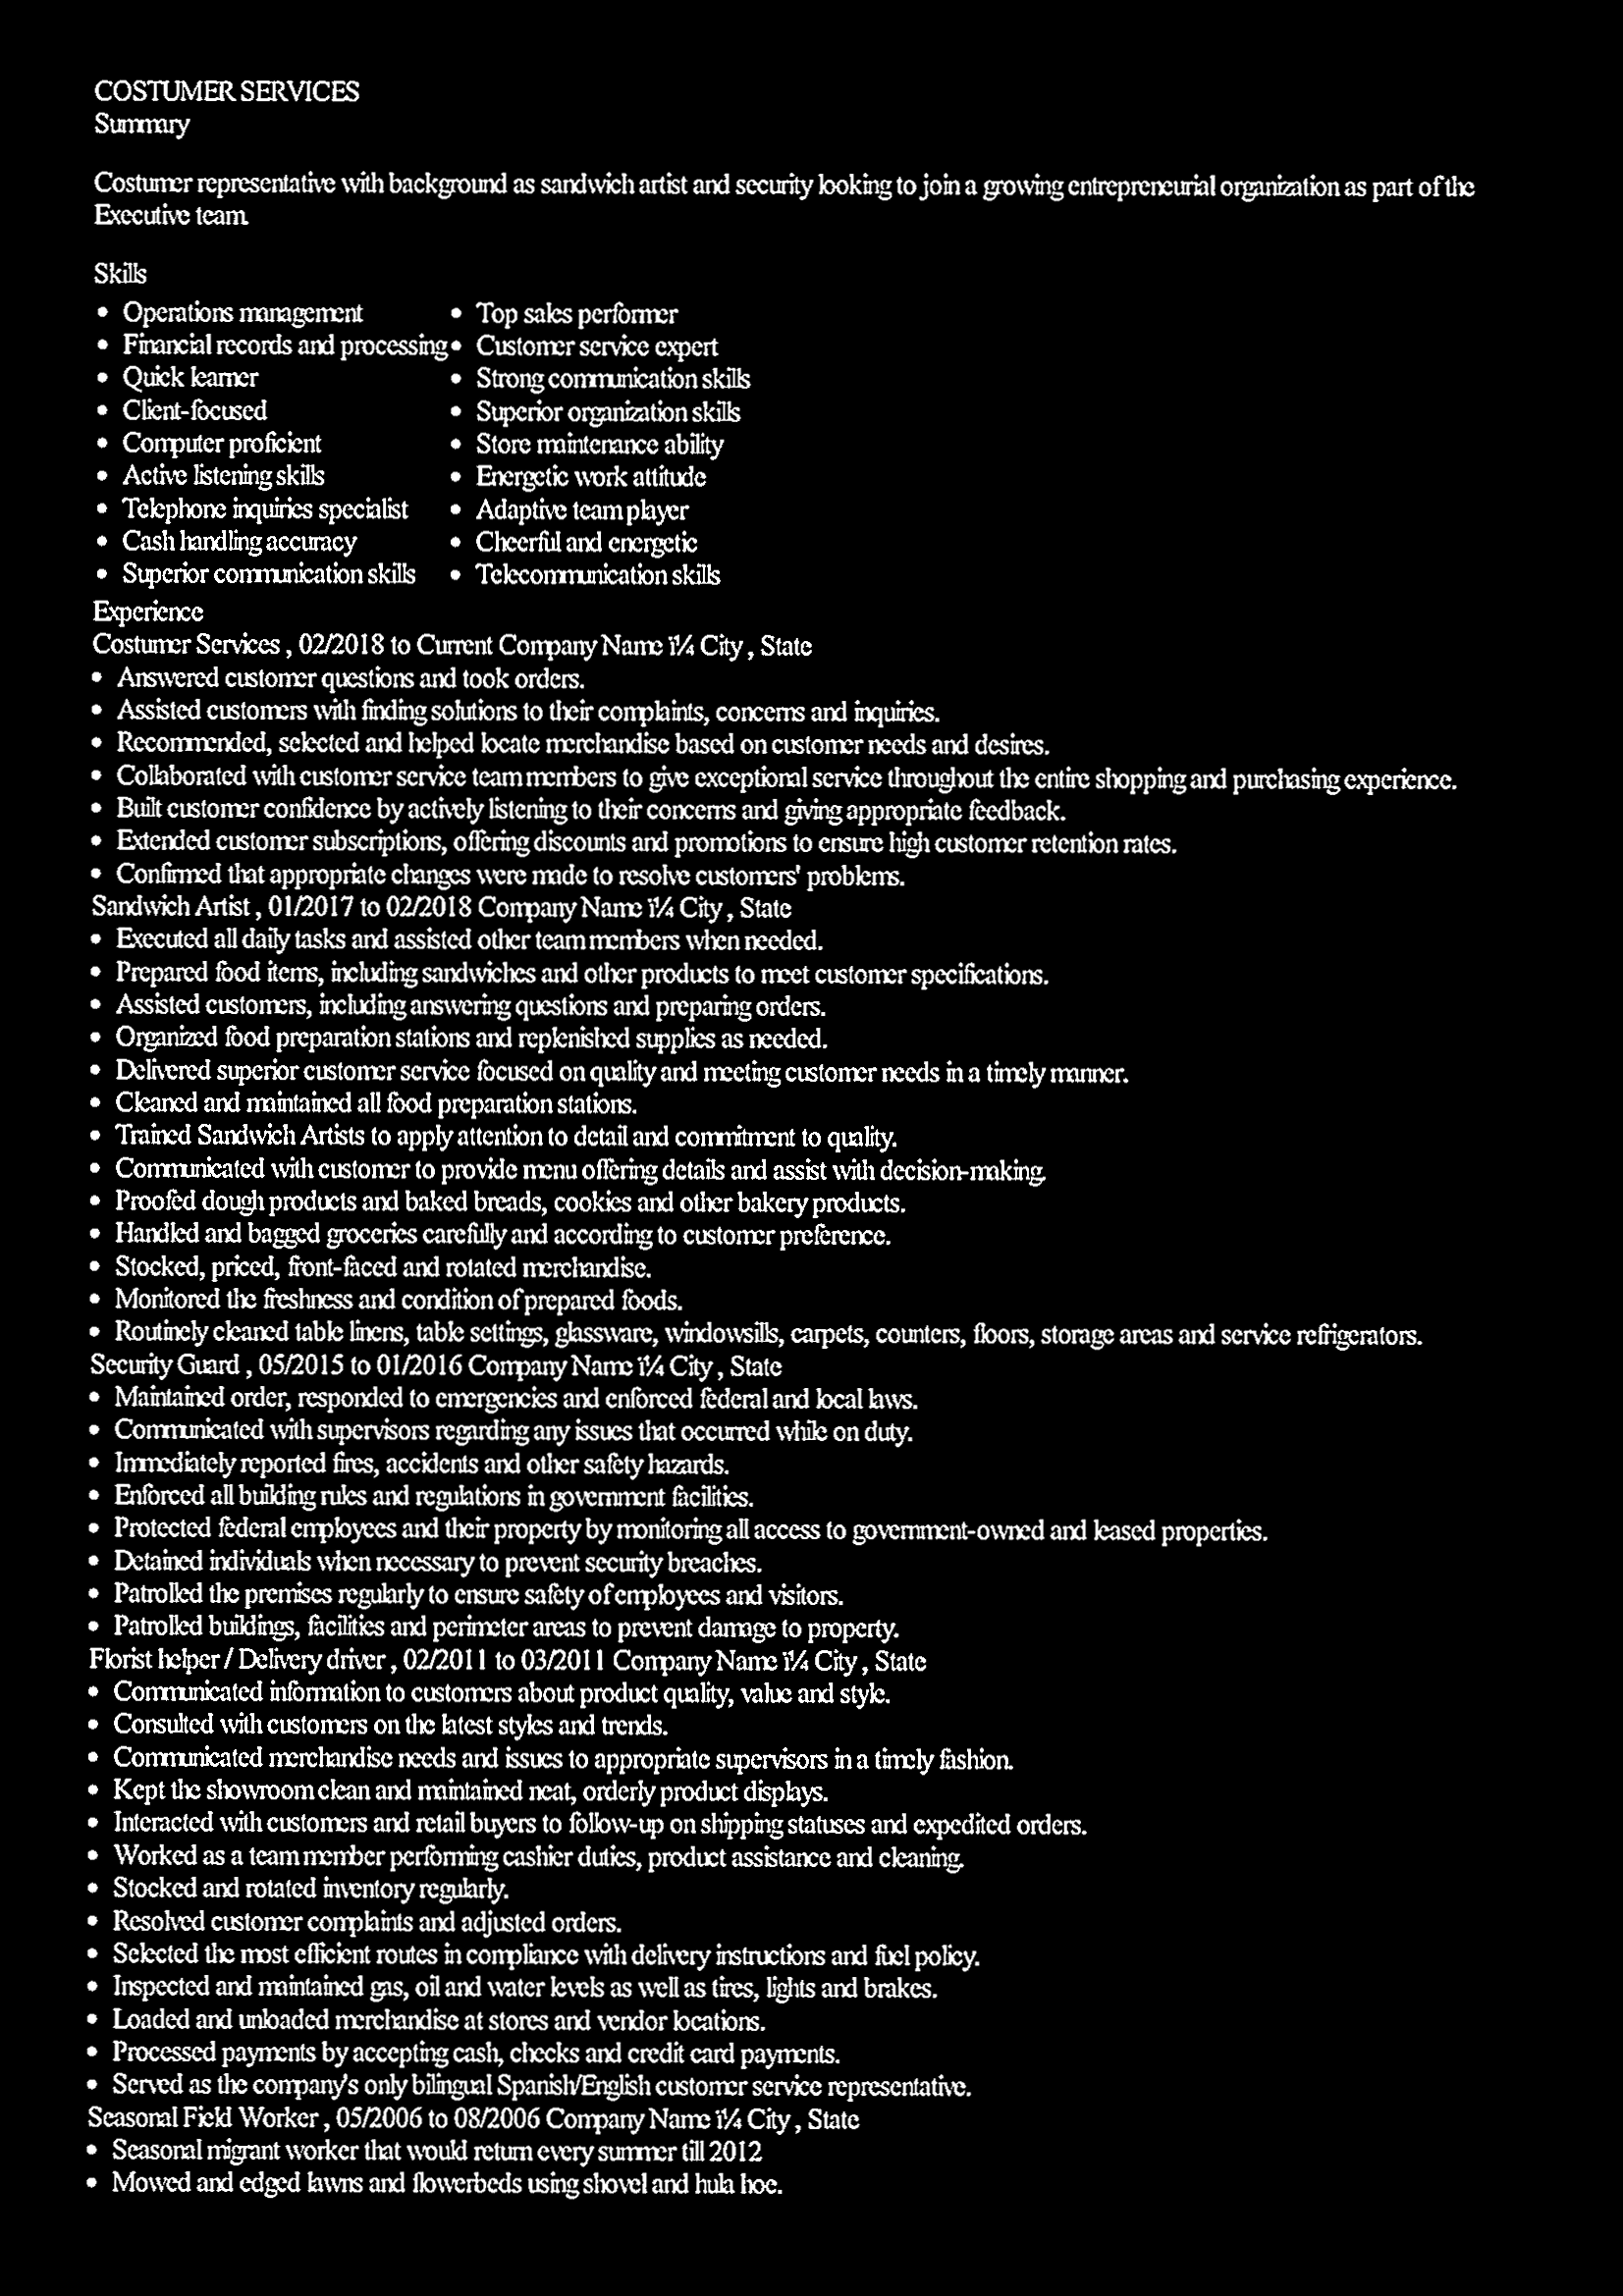 COSTUMER SERVICES
Summary
Costumer representative with background as sandwich artist and security looking to join a growing entrepreneurial organization as part of the
Executive team.
Skills
• Operations management • Top sales performer
• Financial records and processing • Customer service expert
• Quick learner • Strong communication skills
• Client-focused • Superior organization skills
• Computer proficient • Store maintenance ability
• Active listening skills • Energetic work attitude
• Telephone inquiries specialist • Adaptive team player
• Cash handling accuracy • Cheerful and energetic
• Superior communication skills • Telecommunication skills
Experience
Costumer Services , 02/2018 to Current Company Name ï¼ City , State
• Answered customer questions and took orders.
• Assisted customers with finding solutions to their complaints, concerns and inquiries.
• Recommended, selected and helped locate merchandise based on customer needs and desires.
• Collaborated with customer service team members to give exceptional service throughout the entire shopping and purchasing experience.
• Built customer confidence by actively listening to their concerns and giving appropriate feedback.
• Extended customer subscriptions, offering discounts and promotions to ensure high customer retention rates.
• Confirmed that appropriate changes were made to resolve customers' problems.
Sandwich Artist , 01/2017 to 02/2018 Company Name ï¼ City , State
• Executed all daily tasks and assisted other team members when needed.
• Prepared food items, including sandwiches and other products to meet customer specifications.
• Assisted customers, including answering questions and preparing orders.
• Organized food preparation stations and replenished supplies as needed.
• Delivered superior customer service focused on quality and meeting customer needs in a timely manner.
• Cleaned and maintained all food preparation stations.
• Trained Sandwich Artists to apply attention to detail and commitment to quality.
• Communicated with customer to provide menu offering details and assist with decision-making.
• Proofed dough products and baked breads, cookies and other bakery products.
• Handled and bagged groceries carefully and according to customer preference.
• Stocked, priced, front-faced and rotated merchandise.
• Monitored the freshness and condition of prepared foods.
• Routinely cleaned table linens, table settings, glassware, windowsills, carpets, counters, floors, storage areas and service refrigerators.
Security Guard , 05/2015 to 01/2016 Company Name ï¼ City , State
• Maintained order, responded to emergencies and enforced federal and local laws.
• Communicated with supervisors regarding any issues that occurred while on duty.
• Immediately reported fires, accidents and other safety hazards.
• Enforced all building rules and regulations in government facilities.
• Protected federal employees and their property by monitoring all access to government-owned and leased properties.
• Detained individuals when necessary to prevent security breaches.
• Patrolled the premises regularly to ensure safety of employees and visitors.
• Patrolled buildings, facilities and perimeter areas to prevent damage to property.
Florist helper / Delivery driver , 02/2011 to 03/2011 Company Name ï¼ City , State
• Communicated information to customers about product quality, value and style.
• Consulted with customers on the latest styles and trends.
• Communicated merchandise needs and issues to appropriate supervisors in a timely fashion.
• Kept the showroom clean and maintained neat, orderly product displays.
• Interacted with customers and retail buyers to follow-up on shipping statuses and expedited orders.
• Worked as a team member performing cashier duties, product assistance and cleaning.
• Stocked and rotated inventory regularly.
• Resolved customer complaints and adjusted orders.
• Selected the most efficient routes in compliance with delivery instructions and fuel policy.
• Inspected and maintained gas, oil and water levels as well as tires, lights and brakes.
• Loaded and unloaded merchandise at stores and vendor locations.
• Processed payments by accepting cash, checks and credit card payments.
• Served as the company's only bilingual Spanish/English customer service representative.
Seasonal Field Worker , 05/2006 to 08/2006 Company Name ï¼ City , State
• Seasonal migrant worker that would return every summer till 2012
• Mowed and edged lawns and flowerbeds using shovel and hula hoe.